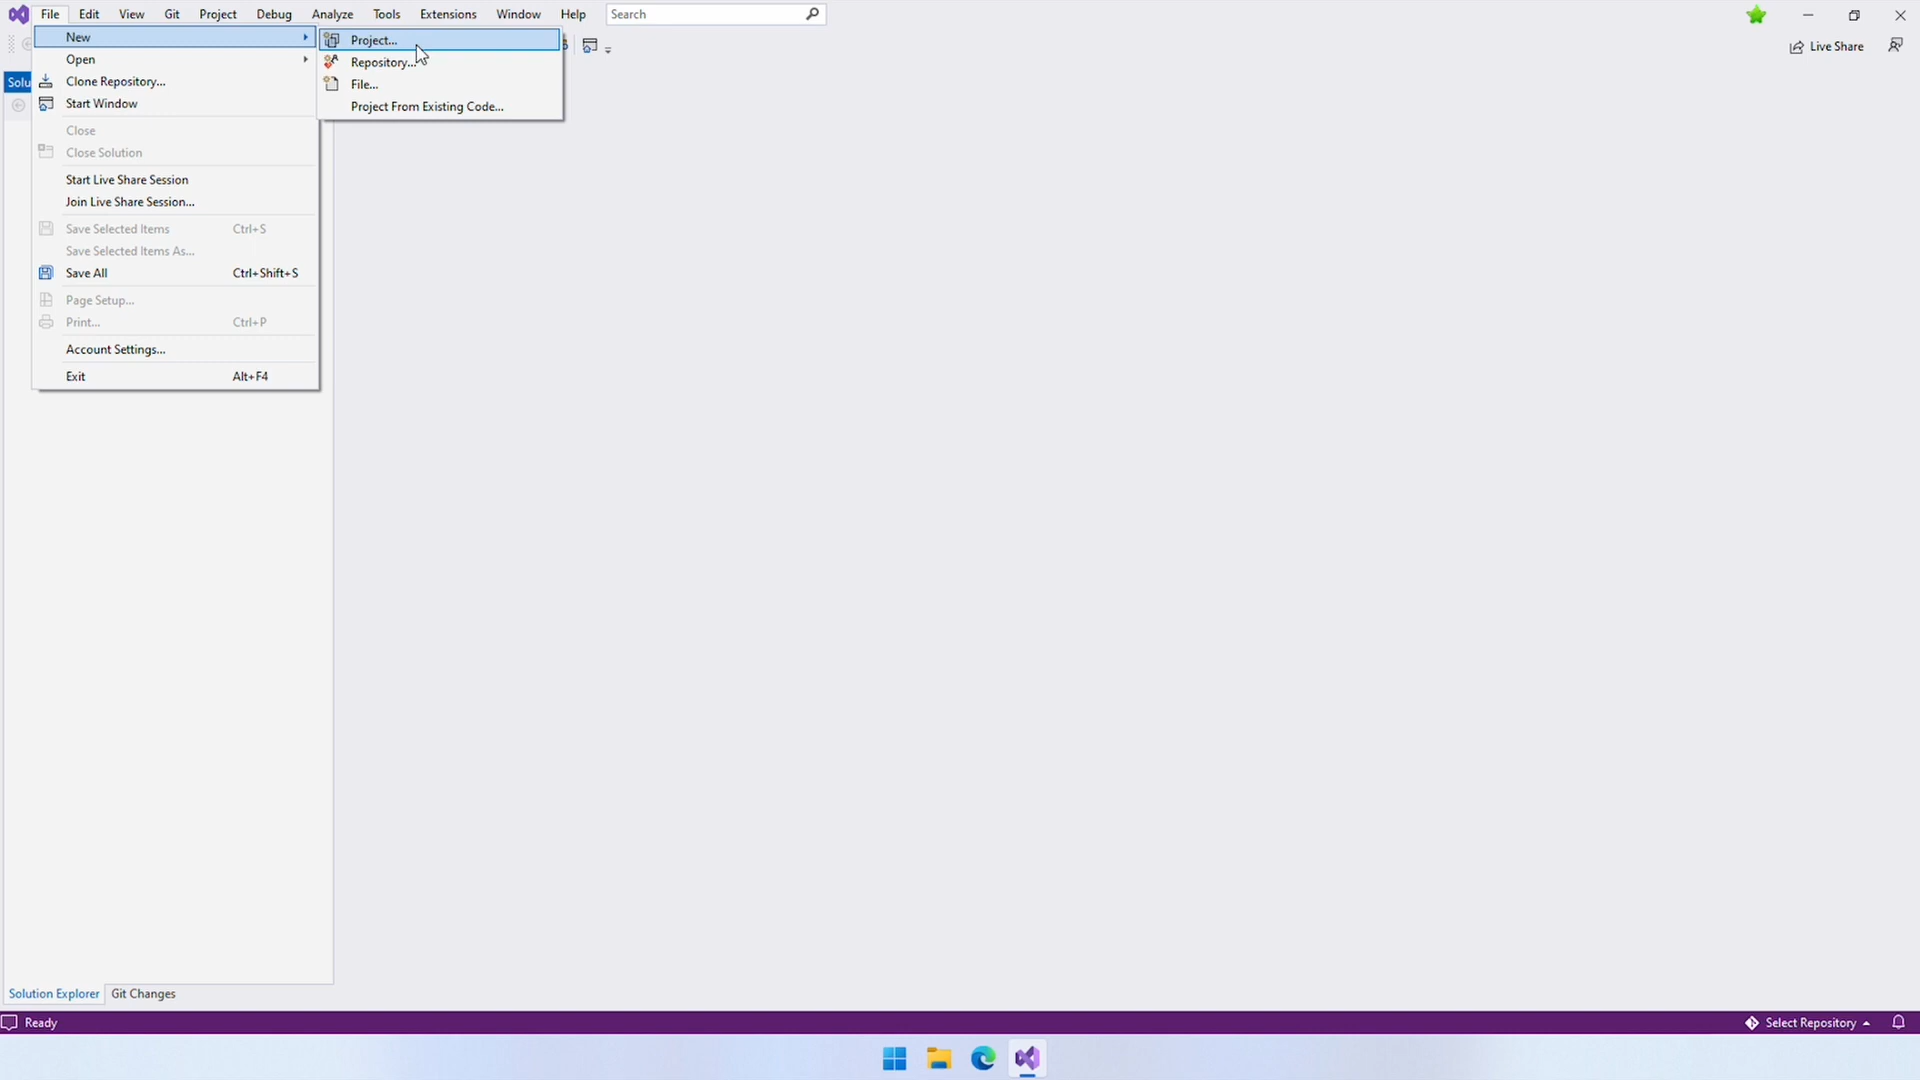 File Edit View Git Project Debug Analyze Tools Extensions Window Help Search
New
Project...
Live Share
Open
Repository...
Solu
Clone Repository...
File...
Start Window
Project From Existing Code...
Close
Close Solution
Start Live Share Session
Join Live Share Session...
Save Selected Items Ctrl+S
Save Selected Items As...
Save All Ctrl+Shift+S
Page Setup...
Print... Ctrl+P
Account Settings...
Exit Alt+F4
Solution Explorer Git Changes
Ready Select Repository